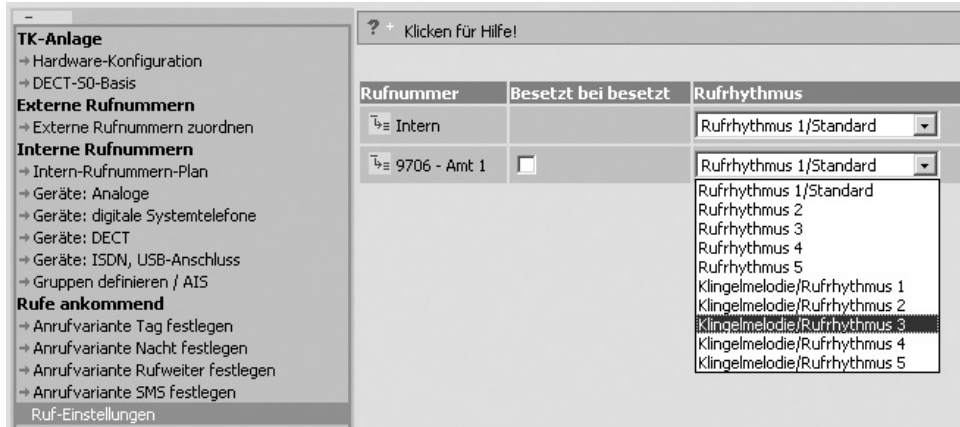 TK-Anlage
Hardware-Konfiguration
DECT-S0-Basis
Externe Rufnummern
Externe Rufnummern zuordnen
Interne Rufnummern
Intern-Rufnummern-Plan
Geräte: Analoge
Geräte: digitale Systemtelefone
Geräte: DECT
Geräte: ISDN, USB-Anschluss
Gruppen definieren / AIS
Rufe ankommend
Anrufvariante Tag festlegen
Anrufvariante Nacht festlegen
Anrufvariante Rufweiter festlegen
Anrufvariante SMS festlegen
Ruf-Einstellungen
? Klicken für Hilfe!
Rufnummer Besetzt bei besetzt Rufrhythmus
Intern Rufrhythmus 1/Standard
9706 - Amt 1 Rufrhythmus 1/Standard
Rufrhythmus 1/Standard
Rufrhythmus 2
Rufrhythmus 3
Rufrhythmus 4
Rufrhythmus 5
Klingelmelodie/Rufrhythmus 1
Klingelmelodie/Rufrhythmus 2
Klingelmelodie/Rufrhythmus 3
Klingelmelodie/Rufrhythmus 4
Klingelmelodie/Rufrhythmus 5